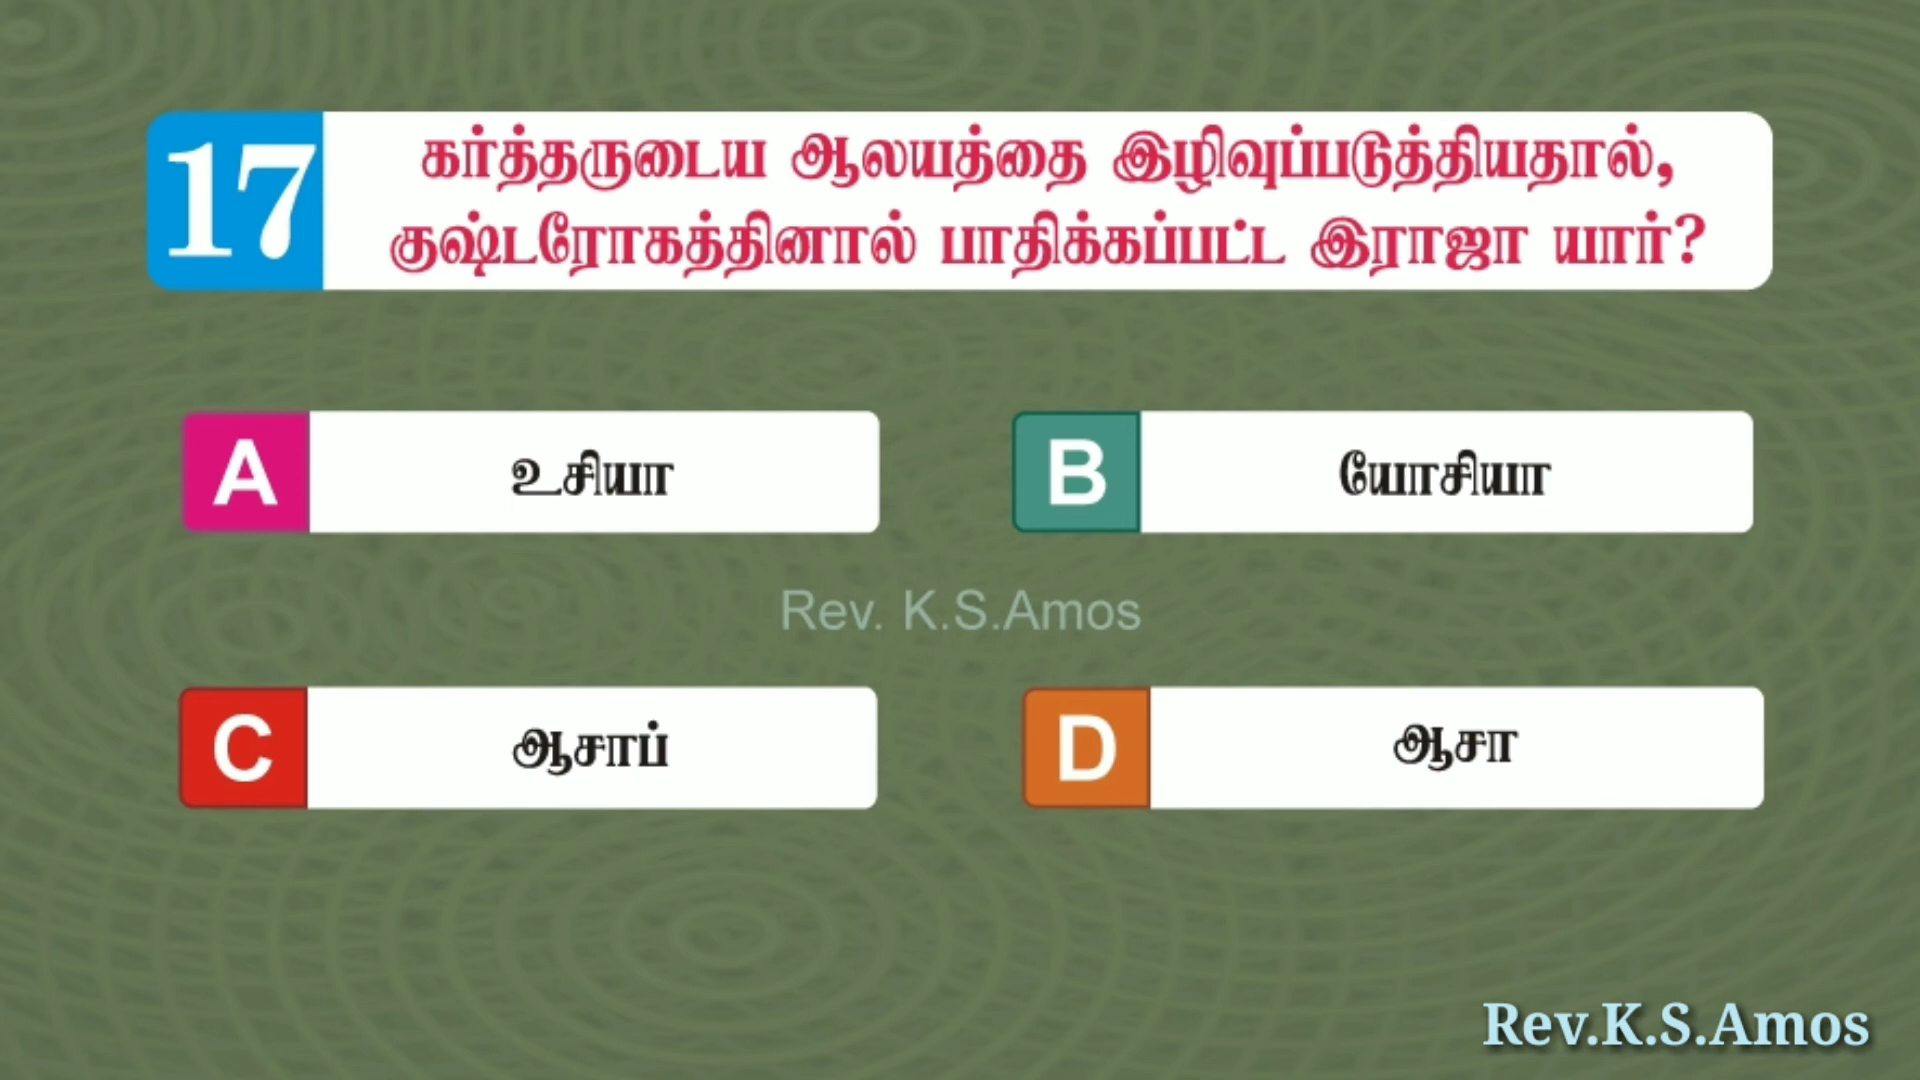 17
கர்த்தருடைய ஆலயத்தை இழிவுப்படுத்தியதால்,
குஷ்டரோகத்தினால் பாதிக்கப்பட்ட இராஜா யார்?
A உசியா
B யோசியா
Rev. K.S.Amos
C ஆசாப்
D ஆசா
Rev.K.S.Amos